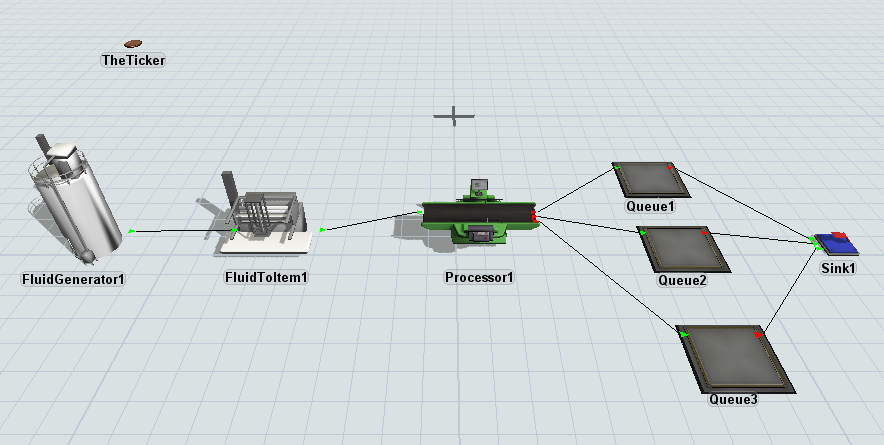 TheTicker
FluidGenerator1
FluidToItem1
Processor1
Queue1
Queue2
Queue3
Sink1